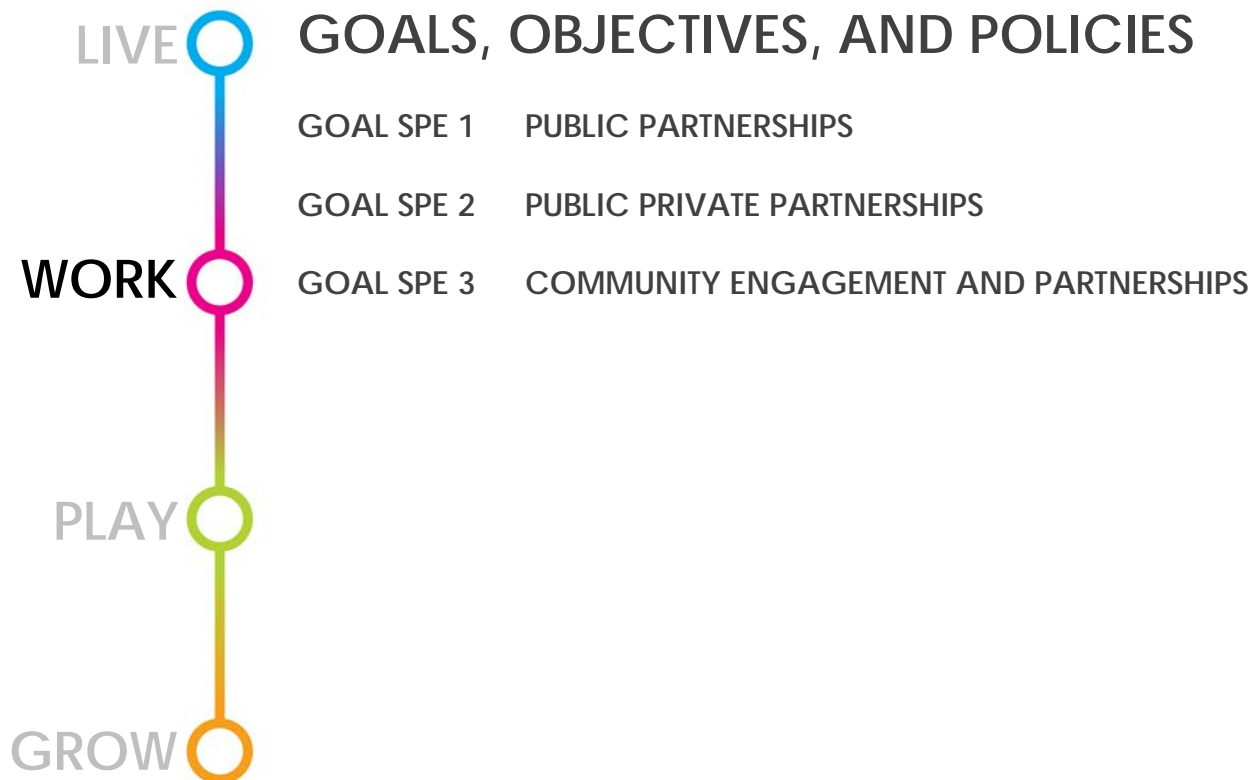 LIVE
GOALS, OBJECTIVES, AND POLICIES
GOAL SPE 1 PUBLIC PARTNERSHIPS
GOAL SPE 2 PUBLIC PRIVATE PARTNERSHIPS
WORK
GOAL SPE 3 COMMUNITY ENGAGEMENT AND PARTNERSHIPS
PLAY
GROW